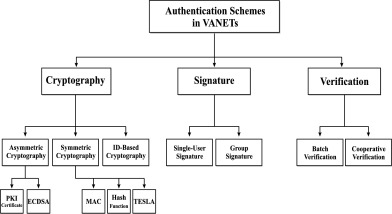 Authentication Schemes
in VANETs
Cryptography
Signature
Verification
Asymmetric
Cryptography
Symmetric
Cryptography
ID-Based
Cryptography
Single-User
Signature
Group
Signature
Batch
Verification
Cooperative
Verification
PKI
Certificate
ECDSA
MAC
Hash
Function
TESLA